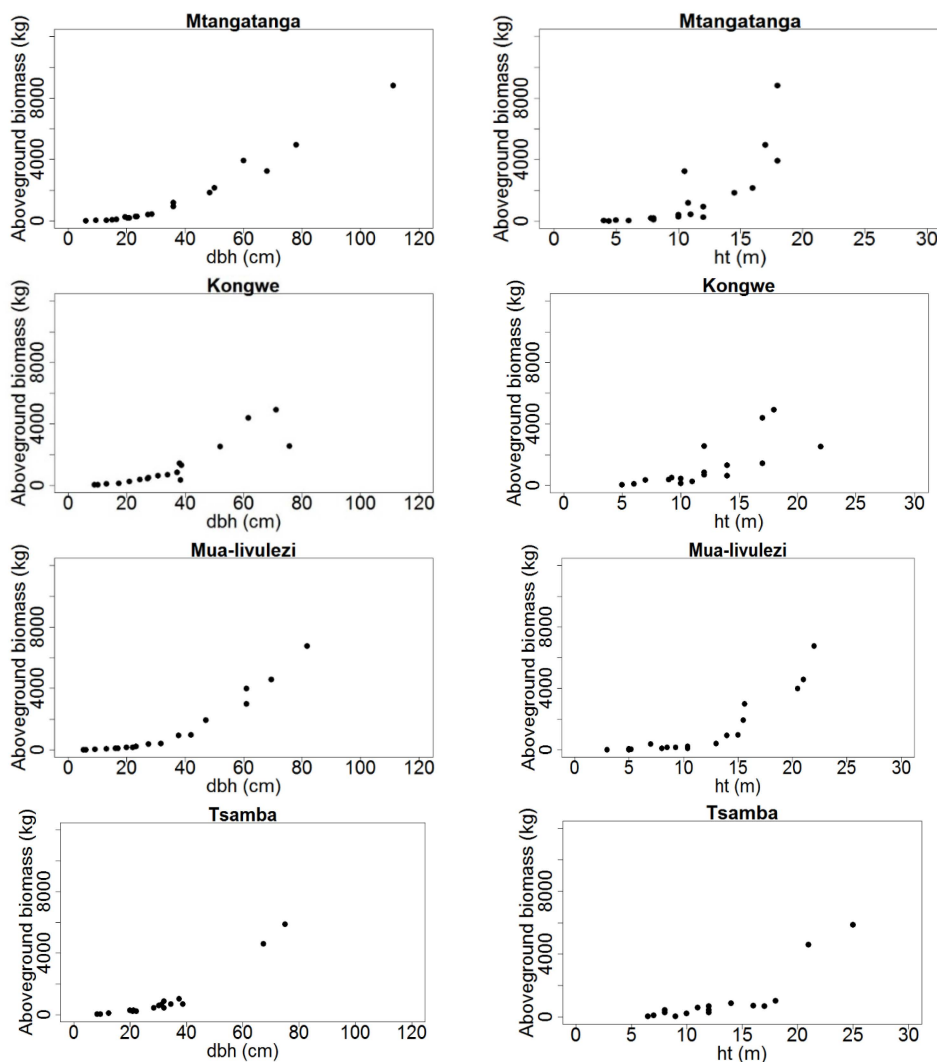 Mtangatanga
Aboveground biomass (kg)
0 4000 8000
0 20 40 60 80 100 120
dbh (cm)
Mtangatanga
Aboveground biomass (kg)
0 4000 8000
0 5 10 15 20 25 30
ht (m)
Kongwe
Aboveground biomass (kg)
0 4000 8000
0 20 40 60 80 100 120
dbh (cm)
Kongwe
Aboveground biomass (kg)
0 4000 8000
0 5 10 15 20 25 30
ht (m)
Mua-livulezi
Aboveground biomass (kg)
0 4000 8000
0 20 40 60 80 100 120
dbh (cm)
Mua-livulezi
Aboveground biomass (kg)
0 4000 8000
0 5 10 15 20 25 30
ht (m)
Tsamba
Aboveground biomass (kg)
0 4000 8000
0 20 40 60 80 100 120
dbh (cm)
Tsamba
Aboveground biomass (kg)
0 4000 8000
0 5 10 15 20 25 30
ht (m)